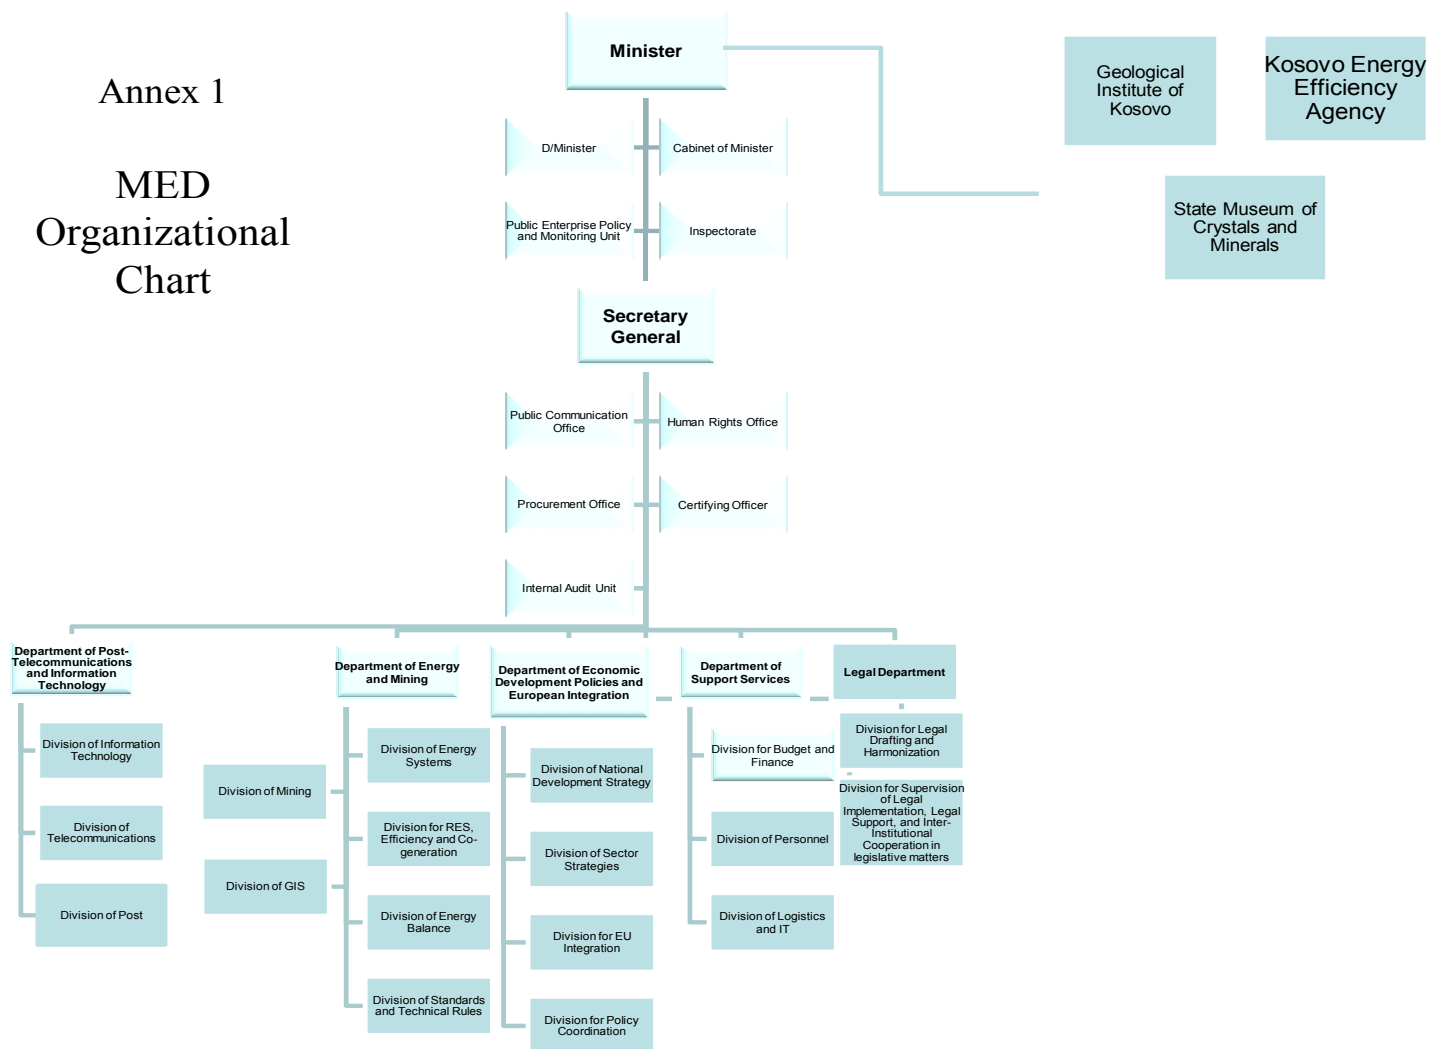 Annex 1
MED
Organizational
Chart
Minister
Geological
Institute of
Kosovo
Kosovo Energy
Efficiency
Agency
State Museum of
Crystals and
Minerals
D/Minister
Cabinet of Minister
Public Enterprise Policy
and Monitoring Unit
Inspectorate
Secretary
General
Public Communication
Office
Human Rights Office
Procurement Office
Certifying Officer
Internal Audit Unit
Department of Post-
Telecommunications
and Information
Technology
Division of Information
Technology
Division of
Telecommunications
Division of Post
Department of Energy
and Mining
Division of Mining
Division of GIS
Division of Energy
Systems
Division for RES,
Efficiency and Co-
generation
Division of Energy
Balance
Division of Standards
and Technical Rules
Department of Economic
Development Policies and
European Integration
Division of National
Development Strategy
Division of Sector
Strategies
Division for EU
Integration
Division for Policy
Coordination
Department of
Support Services
Division for Budget and
Finance
Division of Personnel
Division of Logistics
and IT
Legal Department
Division for Legal
Drafting and
Harmonization
Division for Supervision
of Legal
Implementation, Legal
Support, and Inter-
Institutional
Cooperation in
legislative matters